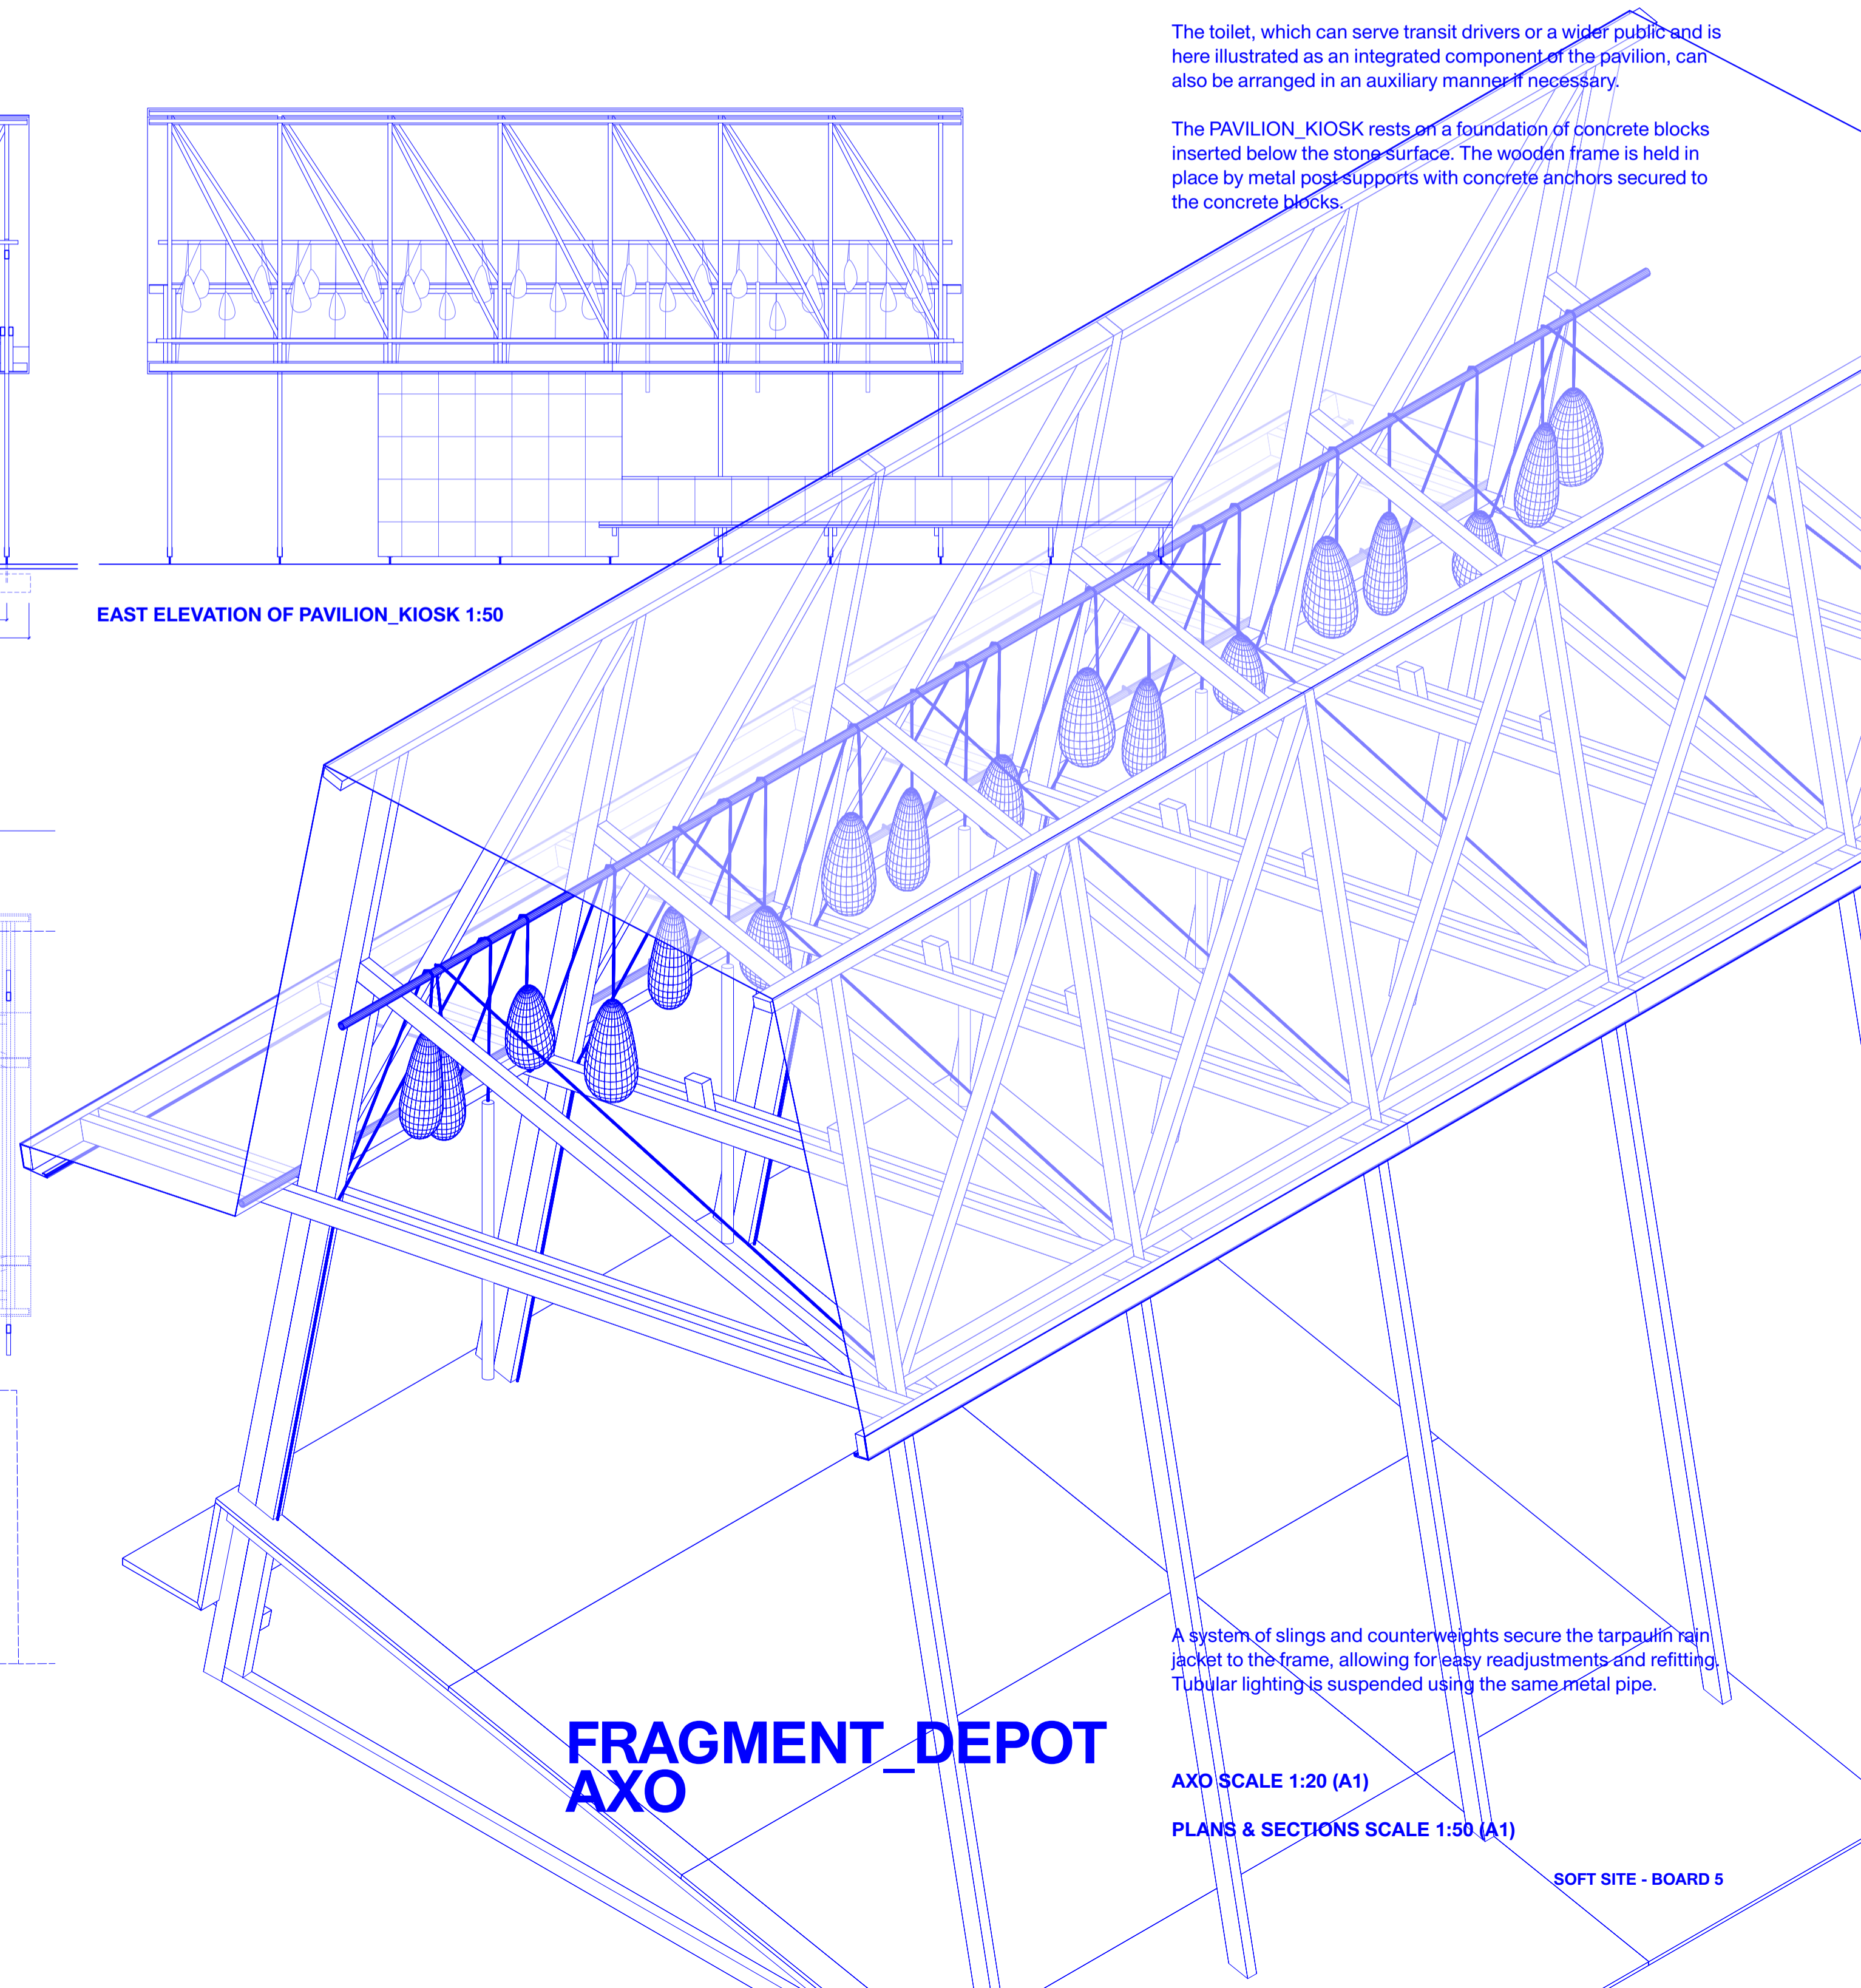 The toilet, which can serve transit drivers or a wider public and is
here illustrated as an integrated component of the pavilion, can
also be arranged in an auxiliary manner if necessary.
The PAVILION_KIOSK rests on a foundation of concrete blocks
inserted below the stone surface. The wooden frame is held in
place by metal post supports with concrete anchors secured to
the concrete blocks.
EAST ELEVATION OF PAVILION_KIOSK 1:50
A system of slings and counterweights secure the tarpaulin rain
jacket to the frame, allowing for easy readjustments and refitting.
Tubular lighting is suspended using the same metal pipe.
FRAGMENT_DEPOT
AXO
AXO SCALE 1:20 (A1)
PLANS & SECTIONS SCALE 1:50 (A1)
SOFT SITE - BOARD 5